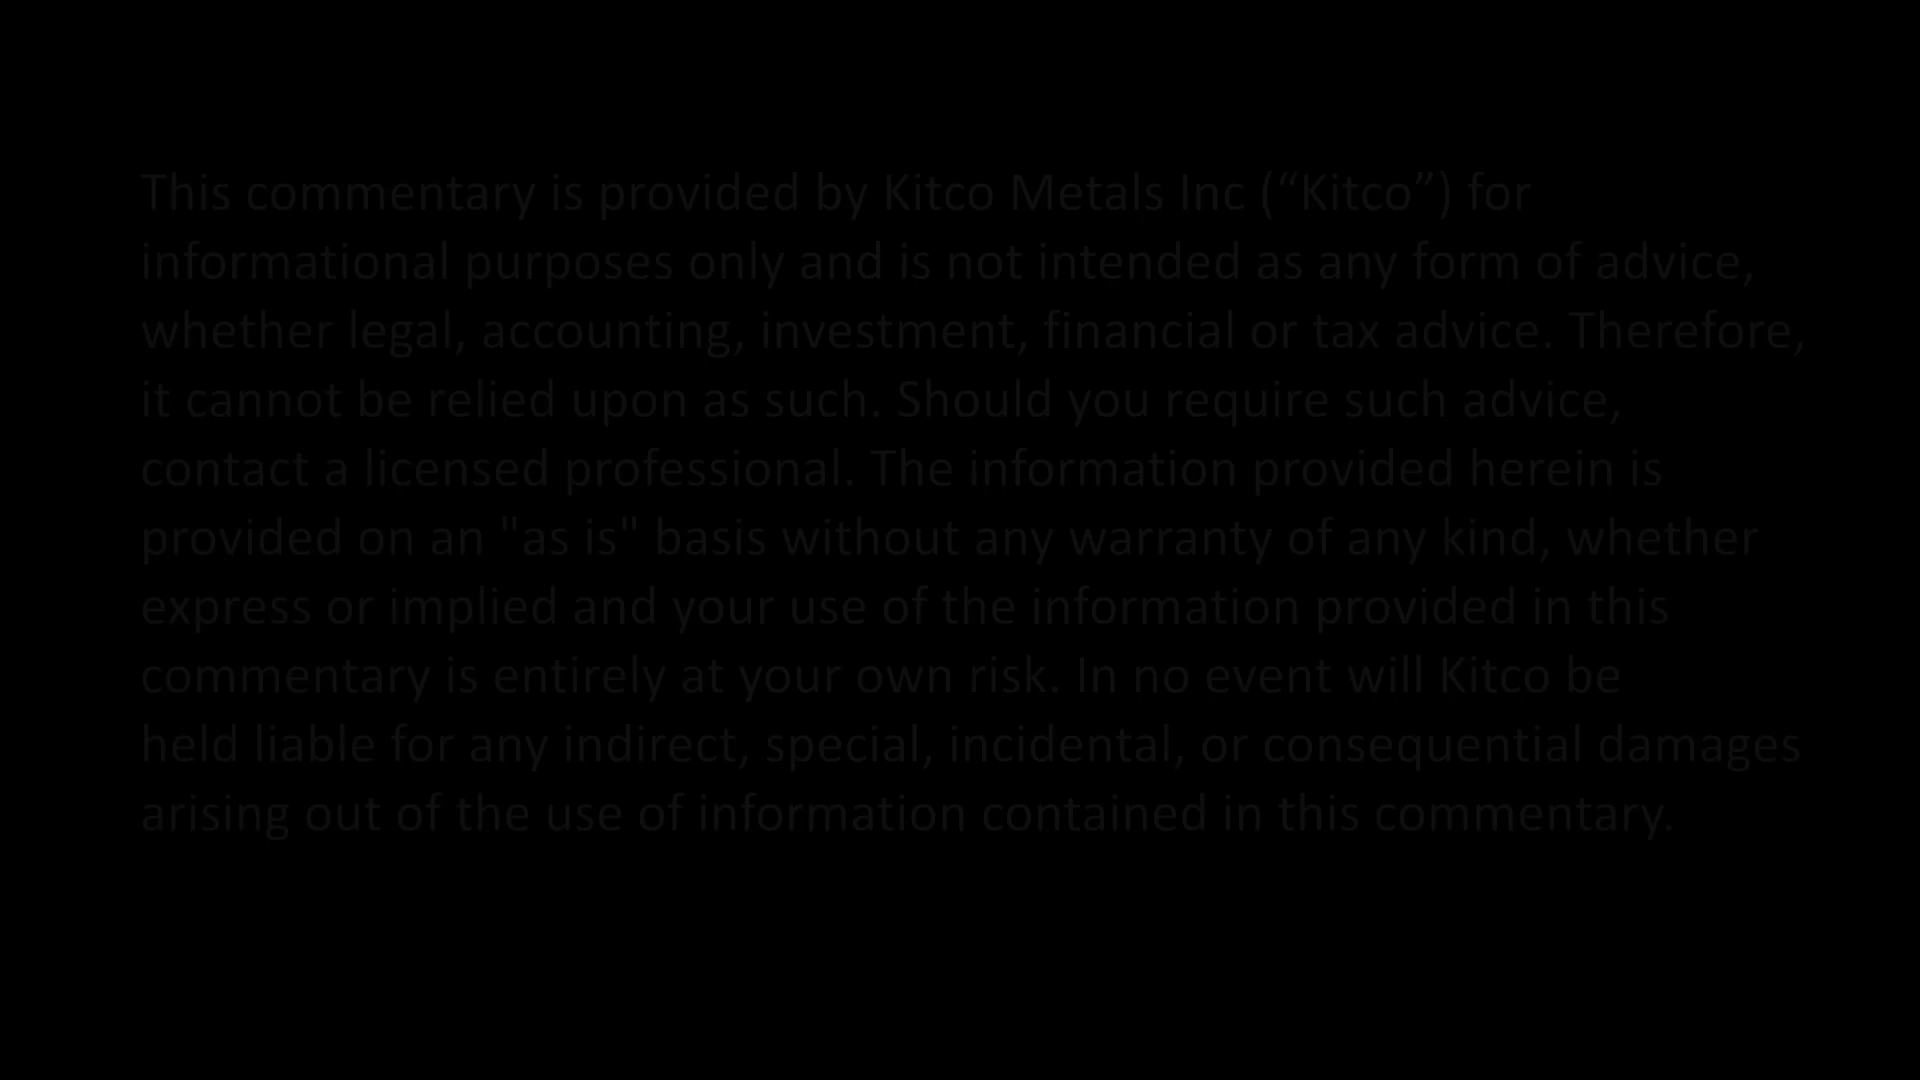 This commentary is provided by Kitco Metals Inc (“Kitco”) for
informational purposes only and is not intended as any form of advice,
whether legal, accounting, investment, financial or tax advice. Therefore,
it cannot be relied upon as such. Should you require such advice,
contact a licensed professional. The information provided herein is
provided on an "as is" basis without any warranty of any kind, whether
express or implied and your use of the information provided in this
commentary is entirely at your own risk. In no event will Kitco be
held liable for any indirect, special, incidental, or consequential damages
arising out of the use of information contained in this commentary.